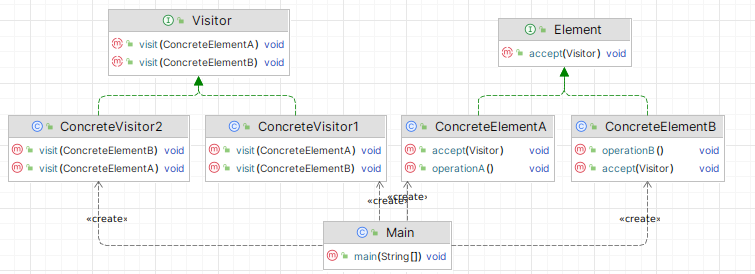 Visitor
visit(ConcreteElementA) void
visit(ConcreteElementB) void
Element
accept(Visitor) void
ConcreteVisitor2
visit(ConcreteElementB) void
visit(ConcreteElementA) void
ConcreteVisitor1
visit(ConcreteElementA) void
visit(ConcreteElementB) void
ConcreteElementA
accept(Visitor) void
operationA() void
ConcreteElementB
operationB() void
accept(Visitor) void
«create»
«create»
«create»
«create»
Main
main(String[]) void